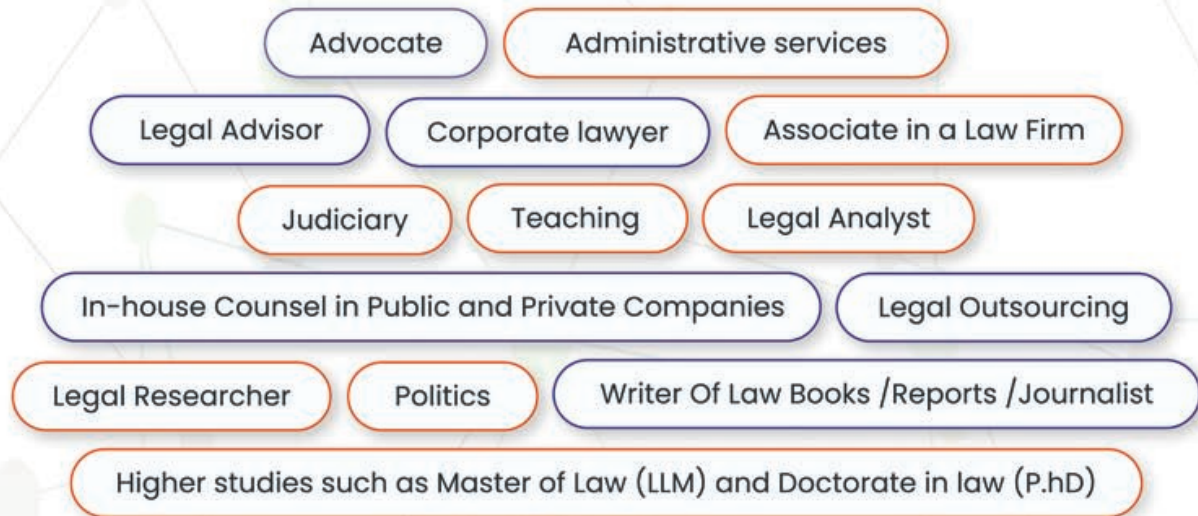 Advocate
Administrative services
Legal Advisor
Corporate lawyer
Associate in a Law Firm
Judiciary
Teaching
Legal Analyst
In-house Counsel in Public and Private Companies
Legal Outsourcing
Legal Researcher
Politics
Writer Of Law Books /Reports /Journalist
Higher studies such as Master of Law (LLM) and Doctorate in law (P.hD)